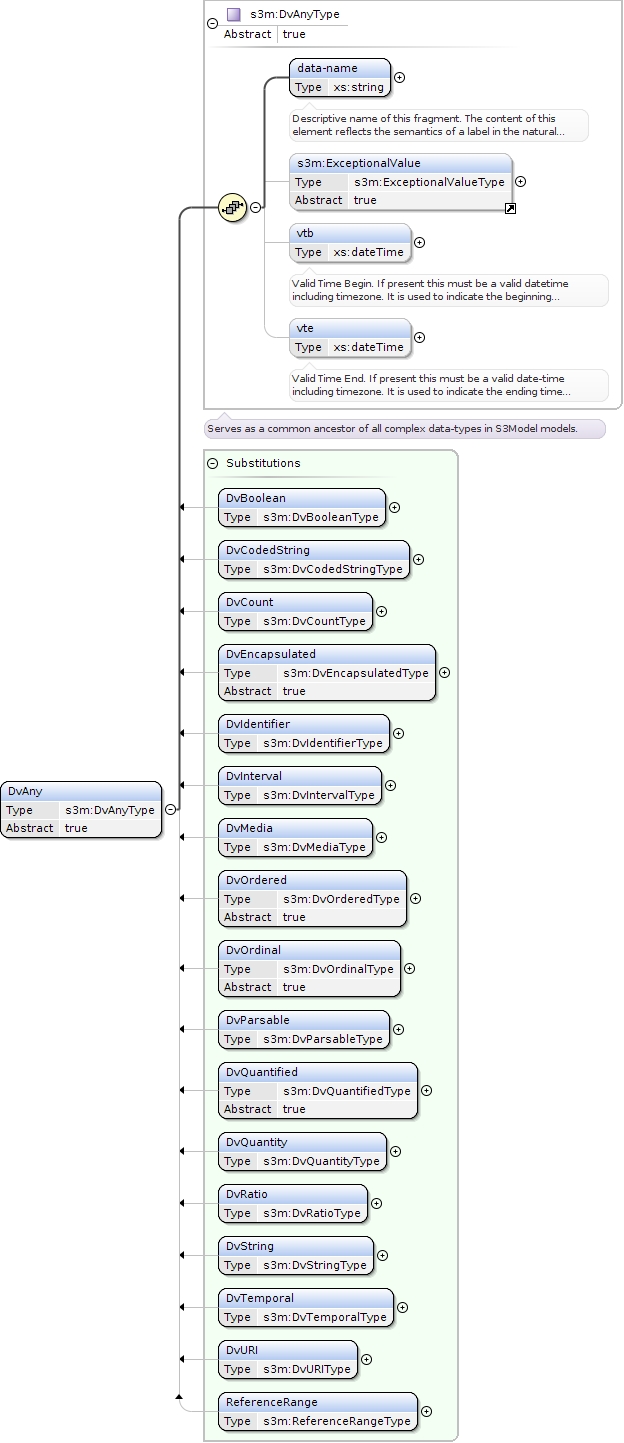 s3m:DvAnyType
Abstract true
data-name
Type xs:string
Descriptive name of this fragment. The content of this
element reflects the semantics of a label in the natural...
s3m:ExceptionalValue
Type s3m:ExceptionalValueType
Abstract true
vtb
Type xs:dateTime
Valid Time Begin. If present this must be a valid datetime
including timezone. It is used to indicate the beginning...
vte
Type xs:dateTime
Valid Time End. If present this must be a valid date-time
including timezone. It is used to indicate the ending time...
Serves as a common ancestor of all complex data-types in S3Model models.
Substitutions
DvBoolean
Type s3m:DvBooleanType
DvCodedString
Type s3m:DvCodedStringType
DvCount
Type s3m:DvCountType
DvEncapsulated
Type s3m:DvEncapsulatedType
Abstract true
DvIdentifier
Type s3m:DvIdentifierType
DvInterval
Type s3m:DvIntervalType
DvAny
Type s3m:DvAnyType
Abstract true
DvMedia
Type s3m:DvMediaType
DvOrdered
Type s3m:DvOrderedType
Abstract true
DvOrdinal
Type s3m:DvOrdinalType
Abstract true
DvParsable
Type s3m:DvParsableType
DvQuantified
Type s3m:DvQuantifiedType
Abstract true
DvQuantity
Type s3m:DvQuantityType
DvRatio
Type s3m:DvRatioType
DvString
Type s3m:DvStringType
DvTemporal
Type s3m:DvTemporalType
DvURI
Type s3m:DvURIType
ReferenceRange
Type s3m:ReferenceRangeType